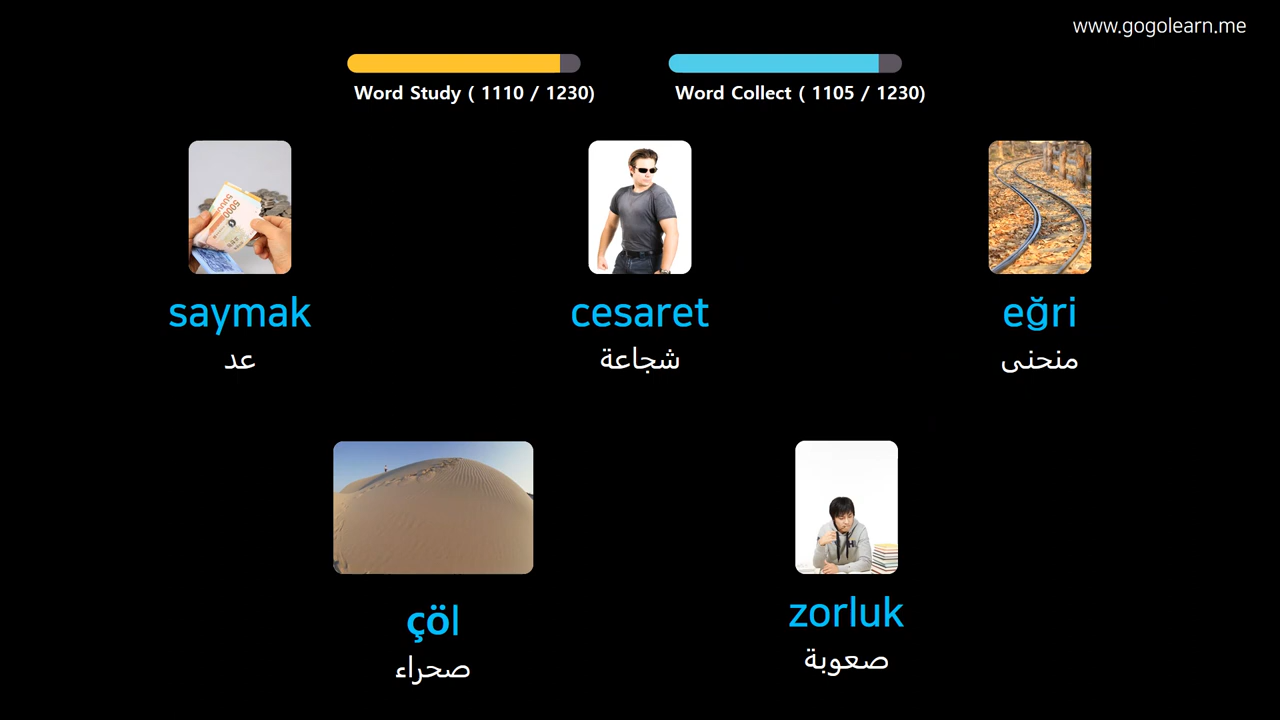 www.gogolearn.me
Word Study ( 1110 / 1230)
Word Collect ( 1105 / 1230)
saymak
عد
cesaret
شجاعة
eğri
منحنى
çöl
صحراء
zorluk
صعوبة